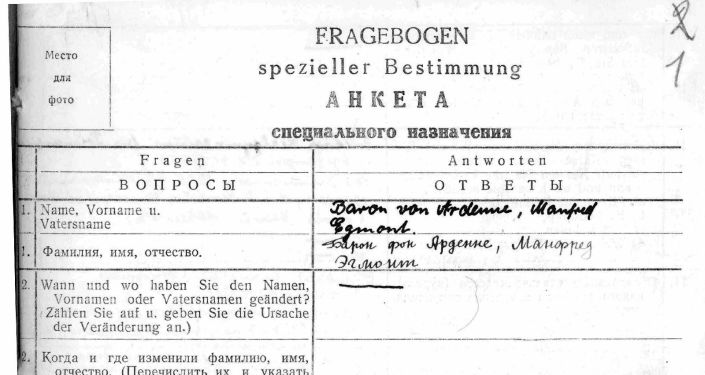 2
1
Место
для
фото
FRAGEBOGEN
spezieller Bestimmung
АНКЕТА
специального назначения
Fragen
Antworten
ВОПРОСЫ
ОТВЕТЫ
1. Name, Vorname u.
Vatersname
Baron von Ardenne, Manfred
Egmont.
1. Фамилия, имя, отчество.
Барон фон Арденне, Манфред
Эгмонт
2. Wann und wo haben Sie den Namen,
Vornamen oder Vatersnamen geändert?
(Zählen Sie auf u. geben Sie die Ursache
der Veränderung an.)
2. Когда и где изменили фамилию, имя,
отчество. (Перечислить их и указать